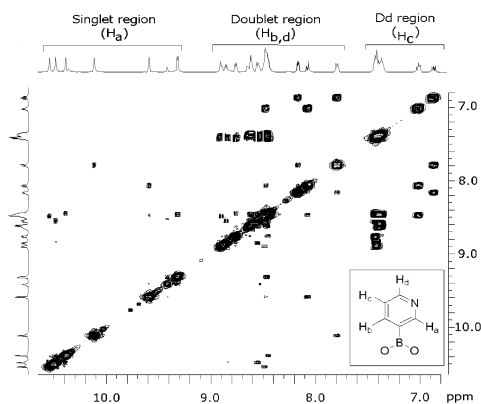 Singlet region
(Ha)
Doublet region
(Hb,d)
Dd region
(Hc)
7.0
8.0
9.0
10.0
Hd
Hc
N
Hb
Ha
B
O O
10.0 9.0 8.0 7.0 ppm